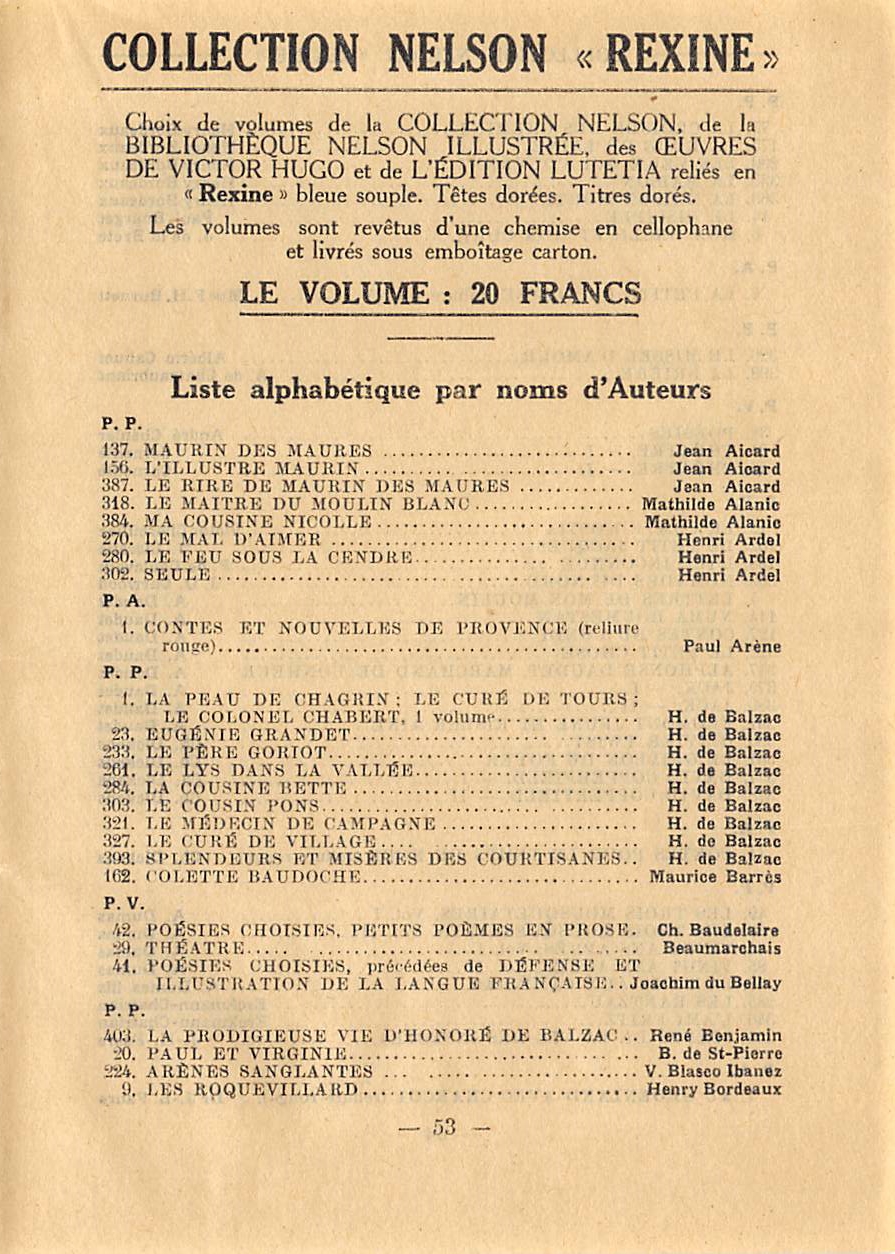 COLLECTION NELSON « REXINE »
Choix de volumes de la COLLECTION NELSON, de la
BIBLIOTHÈQUE NELSON ILLUSTRÉE, des ŒUVRES
DE VICTOR HUGO et de L'ÉDITION LUTETIA reliés en
« Rexine » bleue souple. Têtes dorées. Titres dorés.
Les volumes sont revêtus d'une chemise en cellophane
et livrés sous emboîtage carton.
LE VOLUME : 20 FRANCS
Liste alphabétique par noms d'Auteurs
P. P.
137. MAURIN DES MAURES ........................... Jean Aicard
156. L'ILLUSTRE MAURIN ........................... Jean Aicard
387. LE RIRE DE MAURIN DES MAURES ............. Jean Aicard
318. LE MAITRE DU MOULIN BLANC .................. Mathilde Alanic
384. MA COUSINE NICOLLE ........................... Mathilde Alanic
270. LE MAL D'AIMER ................................ Henri Ardel
280. LE FEU SOUS LA CENDRE ....................... Henri Ardel
302. SEULE ........................................... Henri Ardel
P. A.
1. CONTES ET NOUVELLES DE PROVENCE (reliure
rouge) ........................................... Paul Arène
P. P.
1. LA PEAU DE CHAGRIN ; LE CURÉ DE TOURS ;
LE COLONEL CHABERT, 1 volume ................ H. de Balzac
23. EUGÉNIE GRANDET .............................. H. de Balzac
233. LE PÈRE GORIOT ................................ H. de Balzac
261. LE LYS DANS LA VALLÉE ....................... H. de Balzac
284. LA COUSINE BETTE .............................. H. de Balzac
303. LE COUSIN PONS ................................ H. de Balzac
321. LE MÉDECIN DE CAMPAGNE ..................... H. de Balzac
327. LE CURÉ DE VILLAGE ........................... H. de Balzac
393. SPLENDEURS ET MISÈRES DES COURTISANES .. H. de Balzac
162. COLETTE BAUDOCHE ............................. Maurice Barrès
P. V.
42. POÉSIES CHOISIES, PETITS POÈMES EN PROSE. Ch. Baudelaire
29. THÉATRE ......................................... Beaumarchais
41. POÉSIES CHOISIES, précédées de DÉFENSE ET
ILLUSTRATION DE LA LANGUE FRANÇAISE .. Joachim du Bellay
P. P.
403. LA PRODIGIEUSE VIE D'HONORÉ DE BALZAC .. René Benjamin
20. PAUL ET VIRGINIE ............................... B. de St-Pierre
224. ARÈNES SANGLANTES ........................... V. Blasco Ibanez
9. LES ROQUEVILLARD ............................... Henry Bordeaux
— 53 —